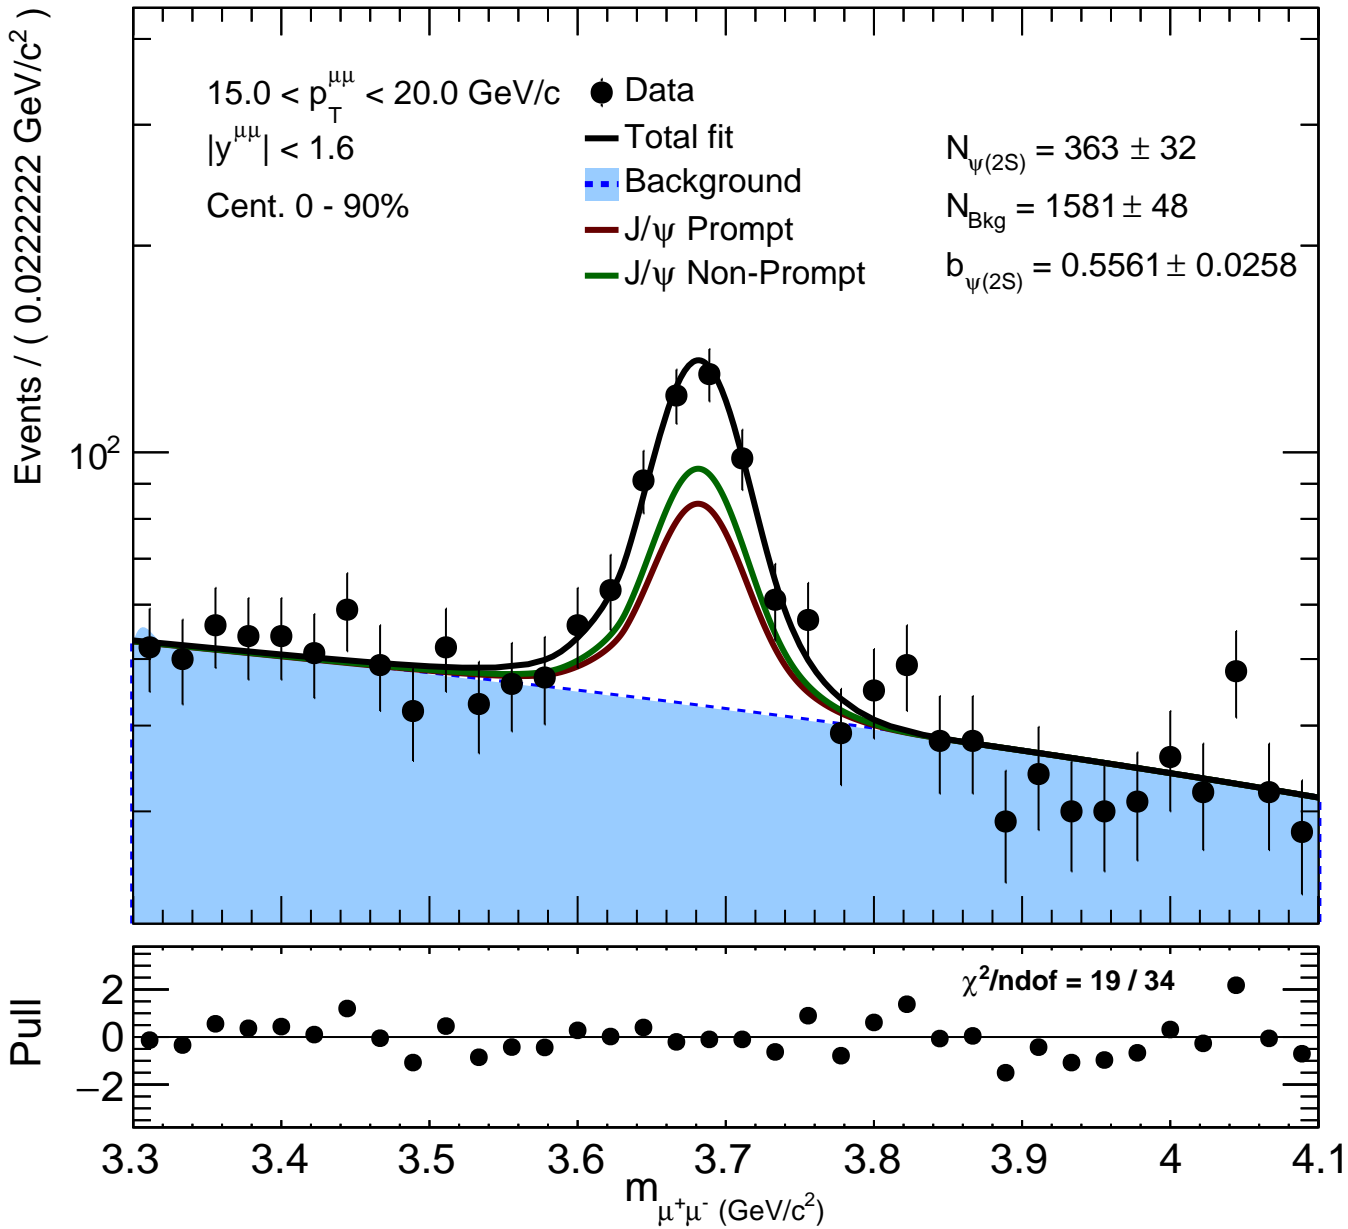 Events / ( 0.0222222 GeV/c²)
15.0 < p_T^μμ < 20.0 GeV/c
|y^μμ| < 1.6
Cent. 0 - 90%
Data
Total fit
Background
J/ψ Prompt
J/ψ Non-Prompt
N_ψ(2S) = 363 ± 32
N_Bkg = 1581 ± 48
b_ψ(2S) = 0.5561 ± 0.0258
10²
Pull
χ²/ndof = 19 / 34
2
0
−2
3.3 3.4 3.5 3.6 3.7 3.8 3.9 4 4.1
m_μ⁺μ⁻ (GeV/c²)